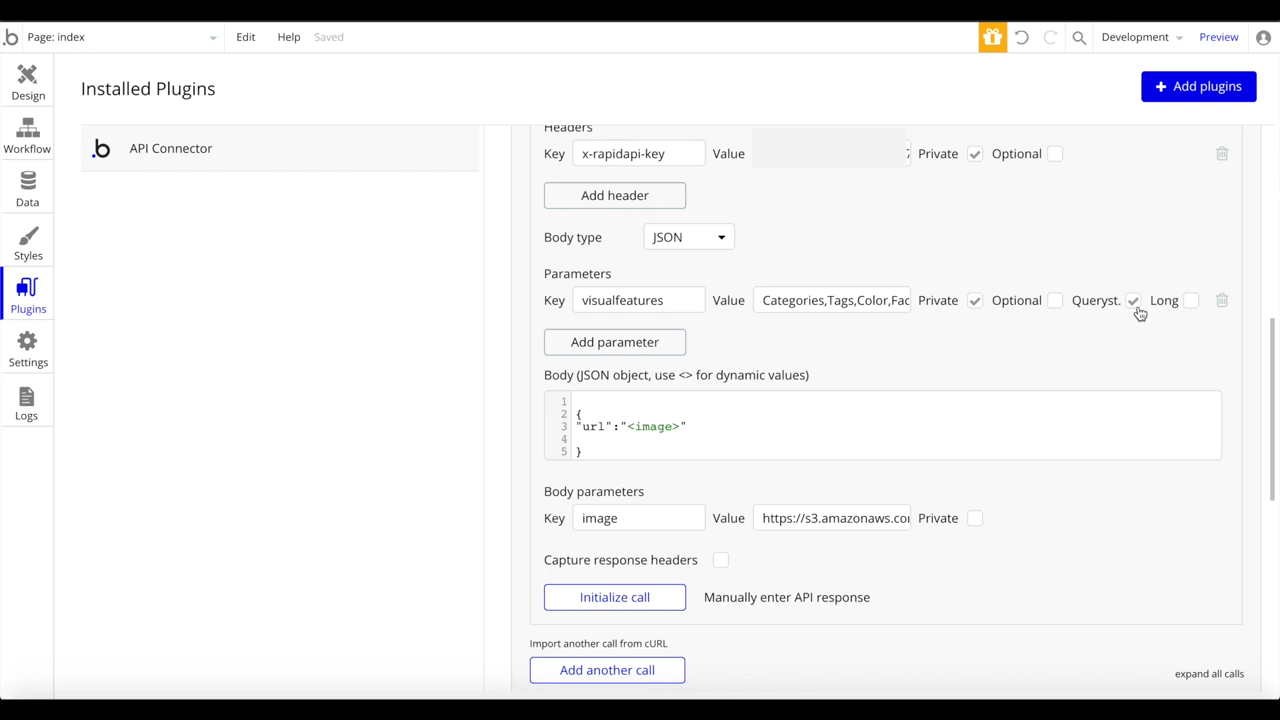 Page: index
Edit
Help
Saved
Development
Preview
Design
Workflow
Data
Styles
Plugins
Settings
Logs
Installed Plugins
+ Add plugins
b API Connector
Headers
Key x-rapidapi-key Value Private Optional
Add header
Body type JSON
Parameters
Key visualfeatures Value Categories,Tags,Color,Fac Private Optional Queryst. Long
Add parameter
Body (JSON object, use <> for dynamic values)
1
2 {
3 "url":"<image>"
4
5 }
Body parameters
Key image Value https://s3.amazonaws.co Private
Capture response headers
Initialize call Manually enter API response
Import another call from cURL
Add another call
expand all calls